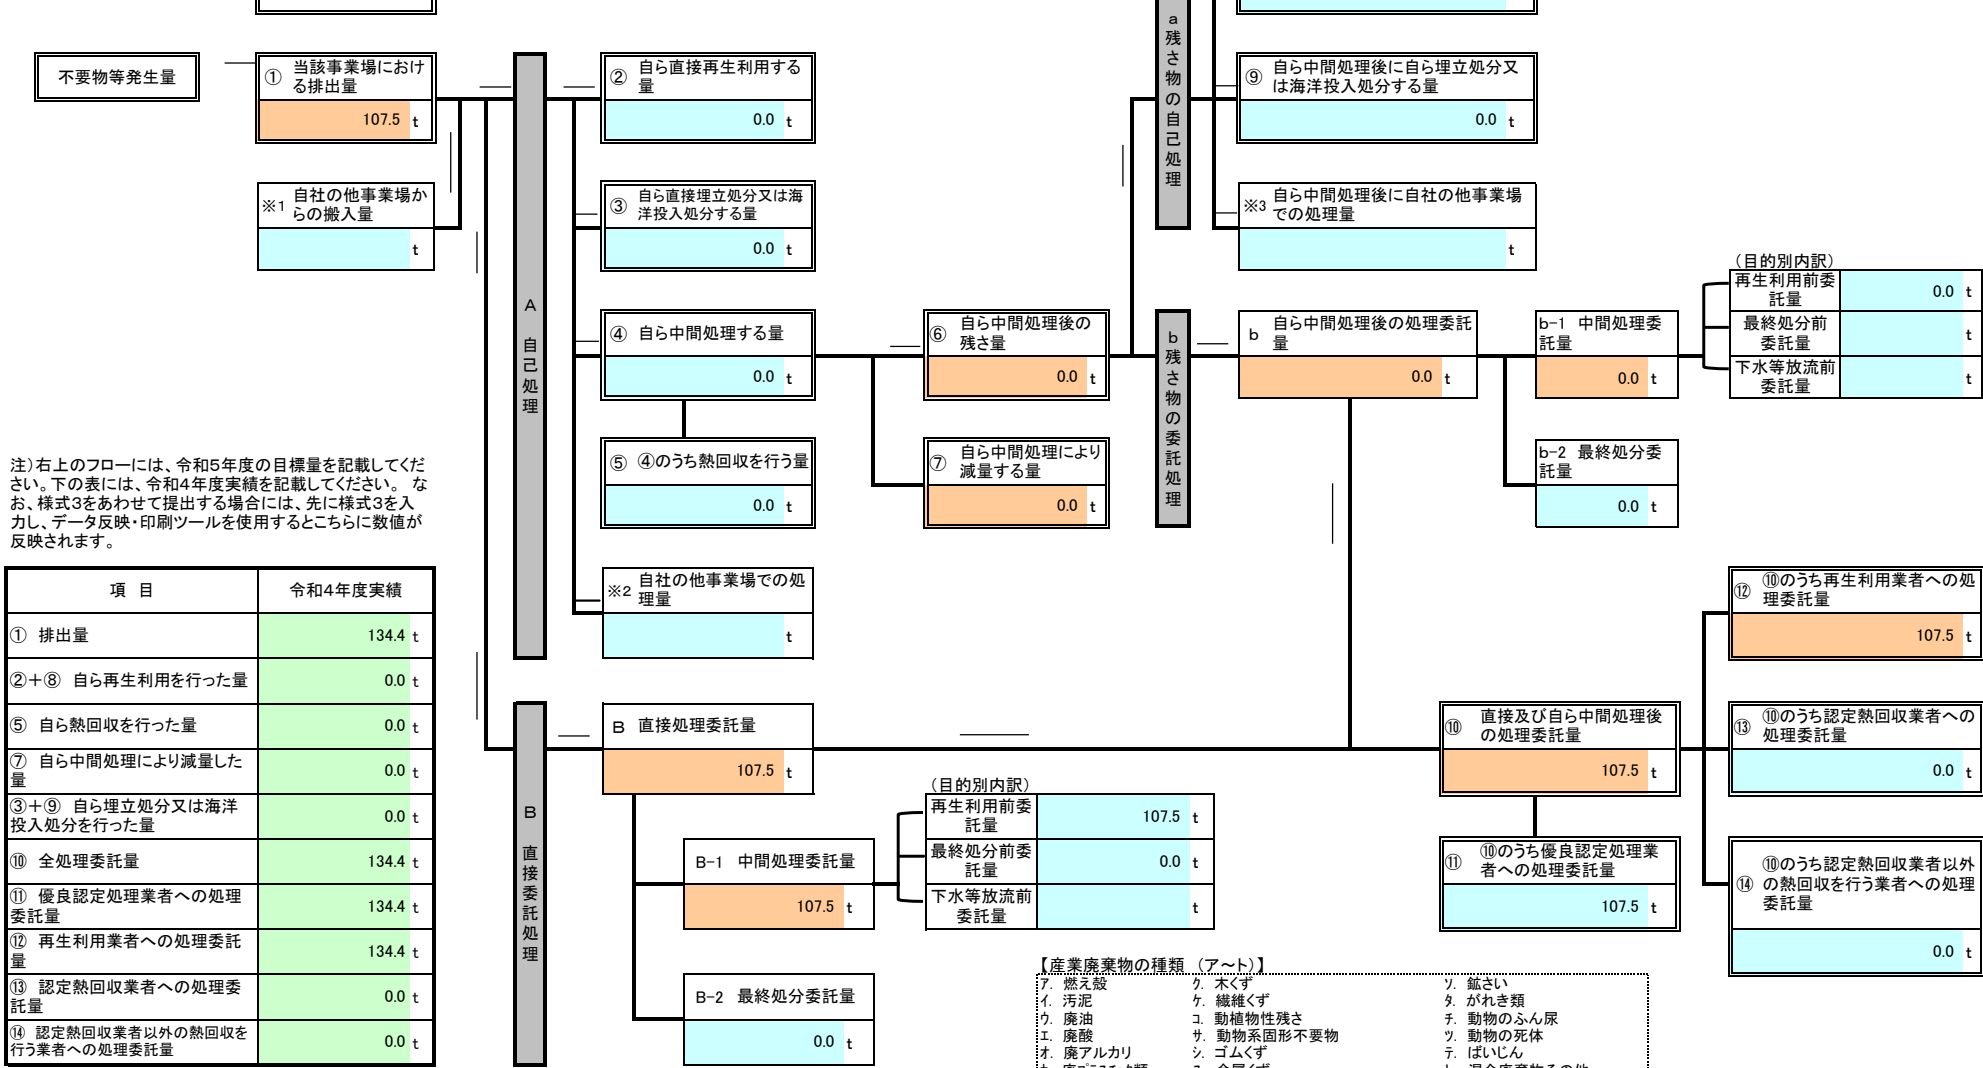 不要物等発生量
①
当該事業場におけ
る排出量
107.5 t
※1
自社の他事業場か
らの搬入量
t
A 自己処理
②
自ら直接再生利用する
量
0.0 t
③
自ら直接埋立処分又は海
洋投入処分する量
0.0 t
④ 自ら中間処理する量
0.0 t
⑤ ④のうち熱回収を行う量
0.0 t
※2
自社の他事業場での処
理量
t
⑥
自ら中間処理後の
残さ量
0.0 t
⑦
自ら中間処理により
減量する量
0.0 t
a残さ物の自己処理
⑨
自ら中間処理後に自ら埋立処分又
は海洋投入処分する量
0.0 t
※3
自ら中間処理後に自社の他事業場
での処理量
t
b残さ物の委託処理
b
自ら中間処理後の処理委託
量
0.0 t
b-1 中間処理委
託量
0.0 t
b-2 最終処分委
託量
0.0 t
(目的別内訳)
再生利用前委
託量
0.0 t
最終処分前
委託量
t
下水等放流前
委託量
t
注)右上のフローには、令和5年度の目標量を記載してくだ
さい。下の表には、令和4年度実績を記載してください。 な
お、様式3をあわせて提出する場合には、先に様式3を入
力し、データ反映・印刷ツールを使用するとこちらに数値が
反映されます。
項 目 令和4年度実績
① 排出量 134.4 t
②+⑧ 自ら再生利用を行った量 0.0 t
⑤ 自ら熱回収を行った量 0.0 t
⑦ 自ら中間処理により減量した
量 0.0 t
③+⑨ 自ら埋立処分又は海洋
投入処分を行った量 0.0 t
⑩ 全処理委託量 134.4 t
⑪ 優良認定処理業者への処理
委託量 134.4 t
⑫ 再生利用業者への処理委託
量 134.4 t
⑬ 認定熱回収業者への処理委
託量 0.0 t
⑭ 認定熱回収業者以外の熱回収を
行う業者への処理委託量 0.0 t
B 直接委託処理
B 直接処理委託量
107.5 t
B-1 中間処理委託量
107.5 t
B-2 最終処分委託量
0.0 t
(目的別内訳)
再生利用前委
託量
107.5 t
最終処分前委
託量
0.0 t
下水等放流前
委託量
t
⑩
直接及び自ら中間処理後
の処理委託量
107.5 t
⑪
⑩のうち優良認定処理業
者への処理委託量
107.5 t
⑫
⑩のうち再生利用業者への処
理委託量
107.5 t
⑬
⑩のうち認定熱回収業者への
処理委託量
0.0 t
⑭
⑩のうち認定熱回収業者以外
の熱回収を行う業者への処理
委託量
0.0 t
【産業廃棄物の種類 (ア~ト)】
ア. 燃え殻 ク. 木くず ソ. 鉱さい
イ. 汚泥 ケ. 繊維くず タ. がれき類
ウ. 廃油 コ. 動植物性残さ チ. 動物のふん尿
エ. 廃酸 サ. 動物系固形不要物 ツ. 動物の死体
オ. 廃アルカリ シ. ゴムくず テ. ばいじん